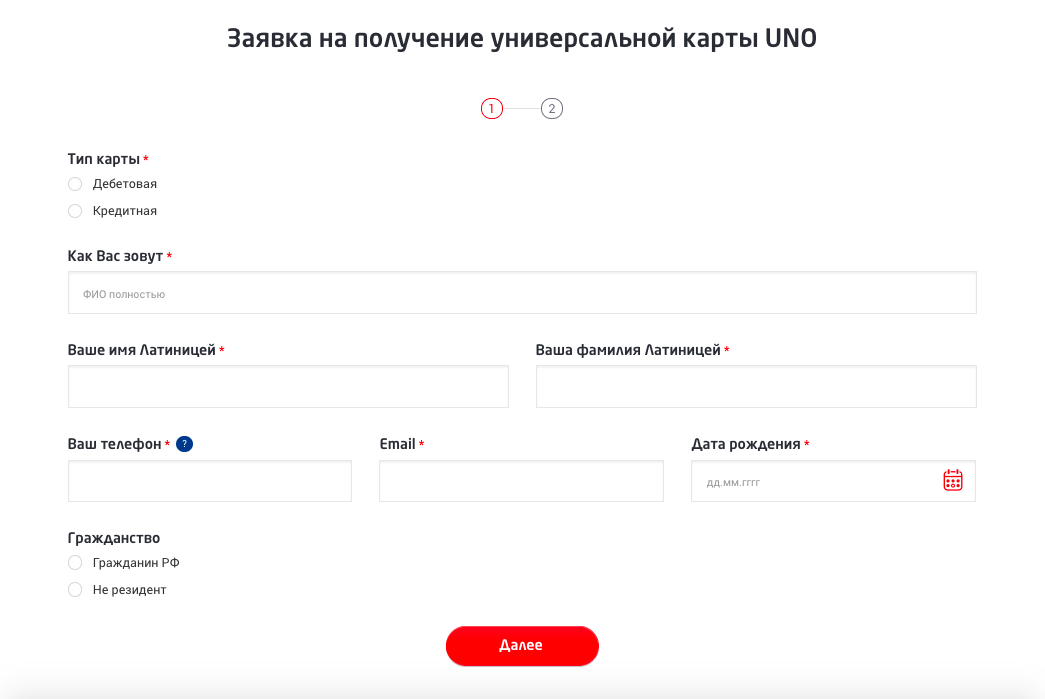 Заявка на получение универсальной карты UNO
1 2
Тип карты *
Дебетовая
Кредитная
Как Вас зовут *
ФИО полностью
Ваше имя Латиницей * Ваша фамилия Латиницей *
Ваш телефон * ? Email * Дата рождения *
дд.мм.гггг
Гражданство
Гражданин РФ
Не резидент
Далее